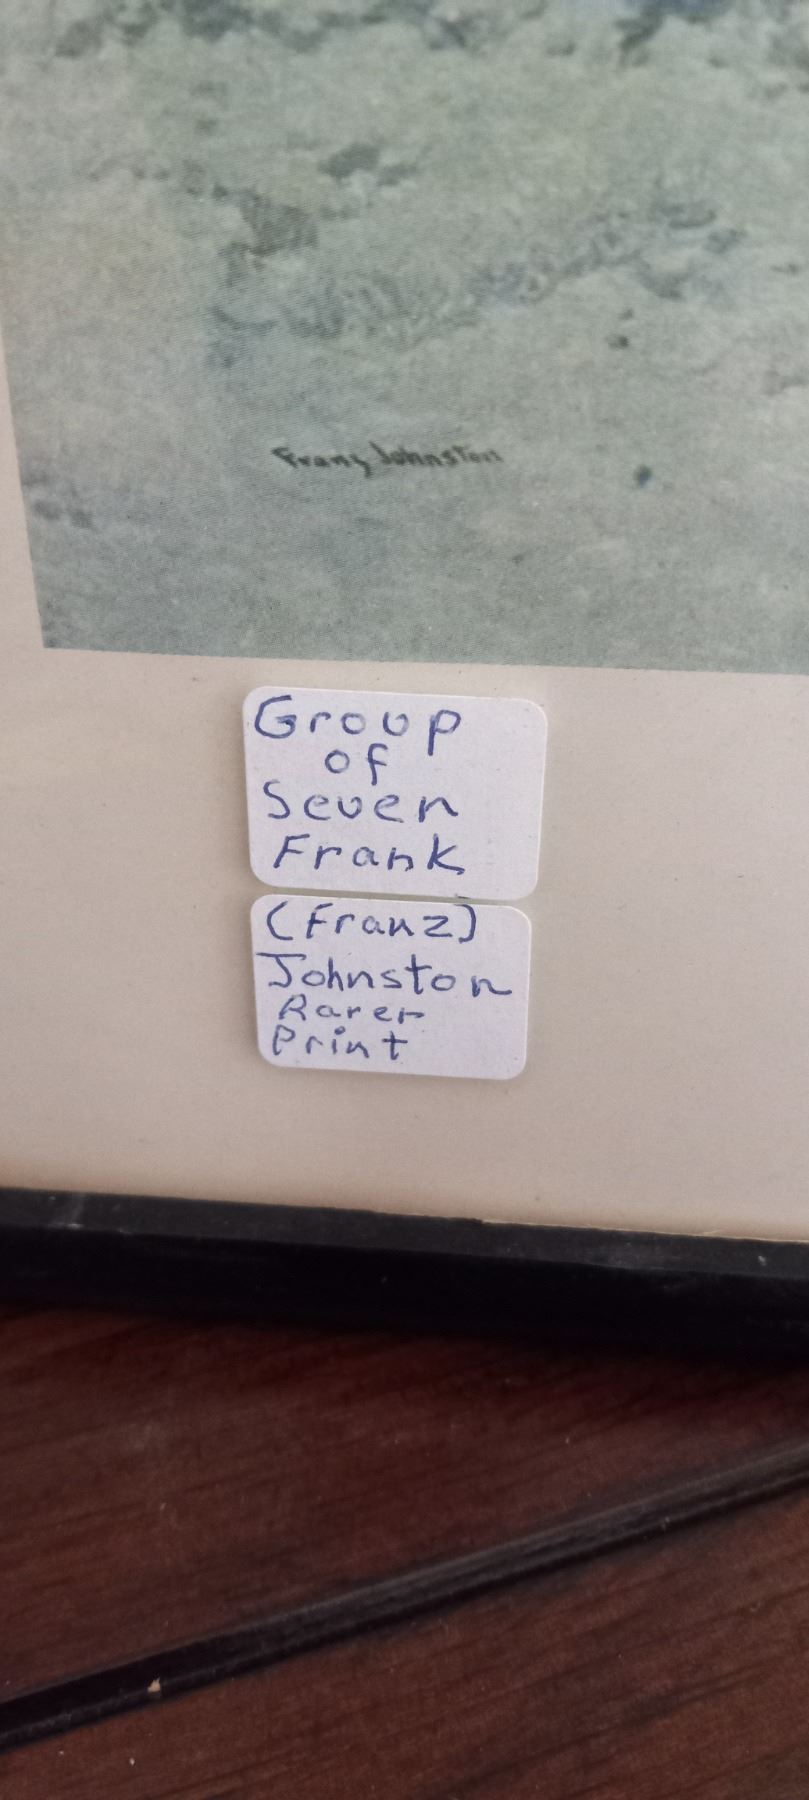 Franz Johnston
Group
of
Seven
Frank
(Franz)
Johnston
Rarer
Print